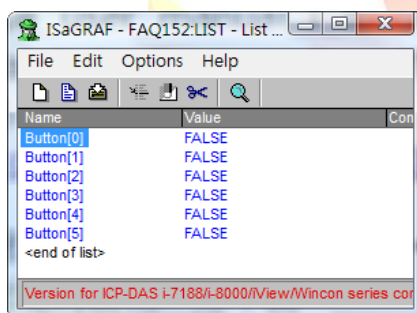 ISaGRAF - FAQ152:LIST - List ...
File Edit Options Help
Name Value Con
Button[0] FALSE
Button[1] FALSE
Button[2] FALSE
Button[3] FALSE
Button[4] FALSE
Button[5] FALSE
<end of list>
Version for ICP-DAS i-7188/i-8000/iView/Wincon series cor